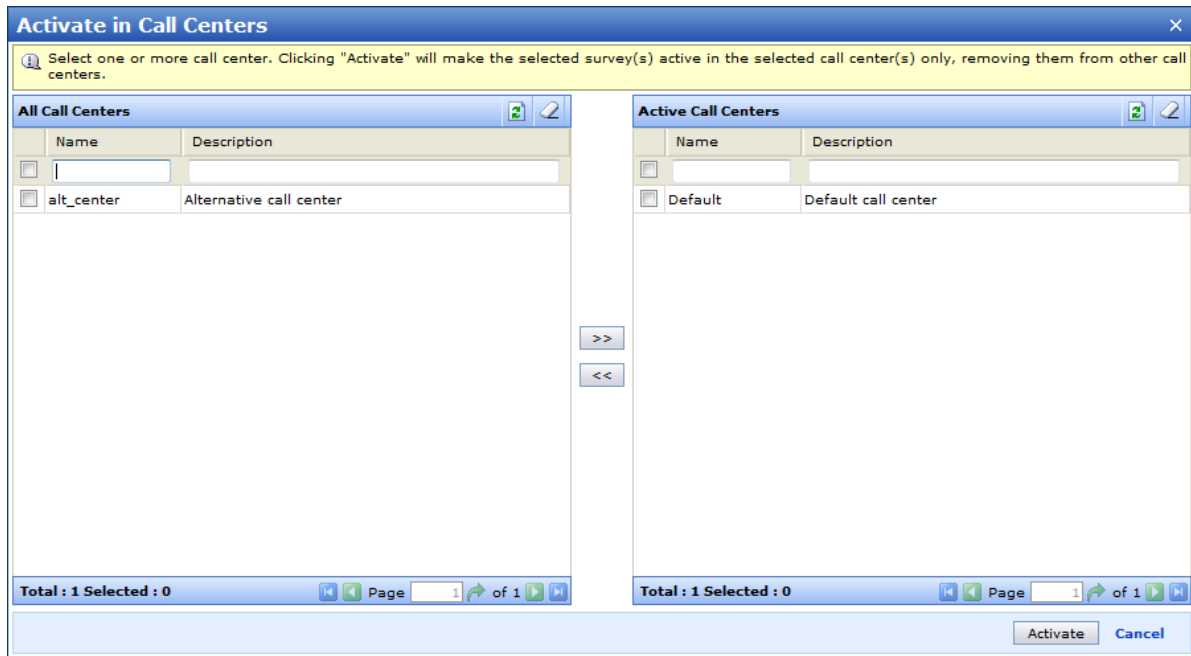 Activate in Call Centers
Select one or more call center. Clicking "Activate" will make the selected survey(s) active in the selected call center(s) only, removing them from other call
centers.
All Call Centers
Name Description
alt_center Alternative call center
Total : 1 Selected : 0 Page 1 of 1
>>
<<
Active Call Centers
Name Description
Default Default call center
Total : 1 Selected : 0 Page 1 of 1
Activate Cancel